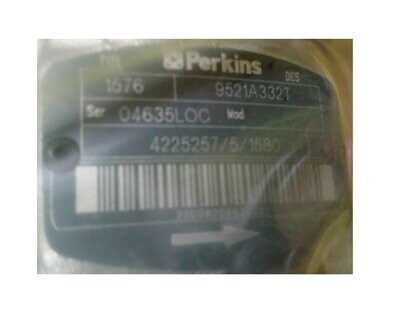 Perkins
DES
1576 9521A332T
Ser 04635LOC Mod
4225257/5/1580